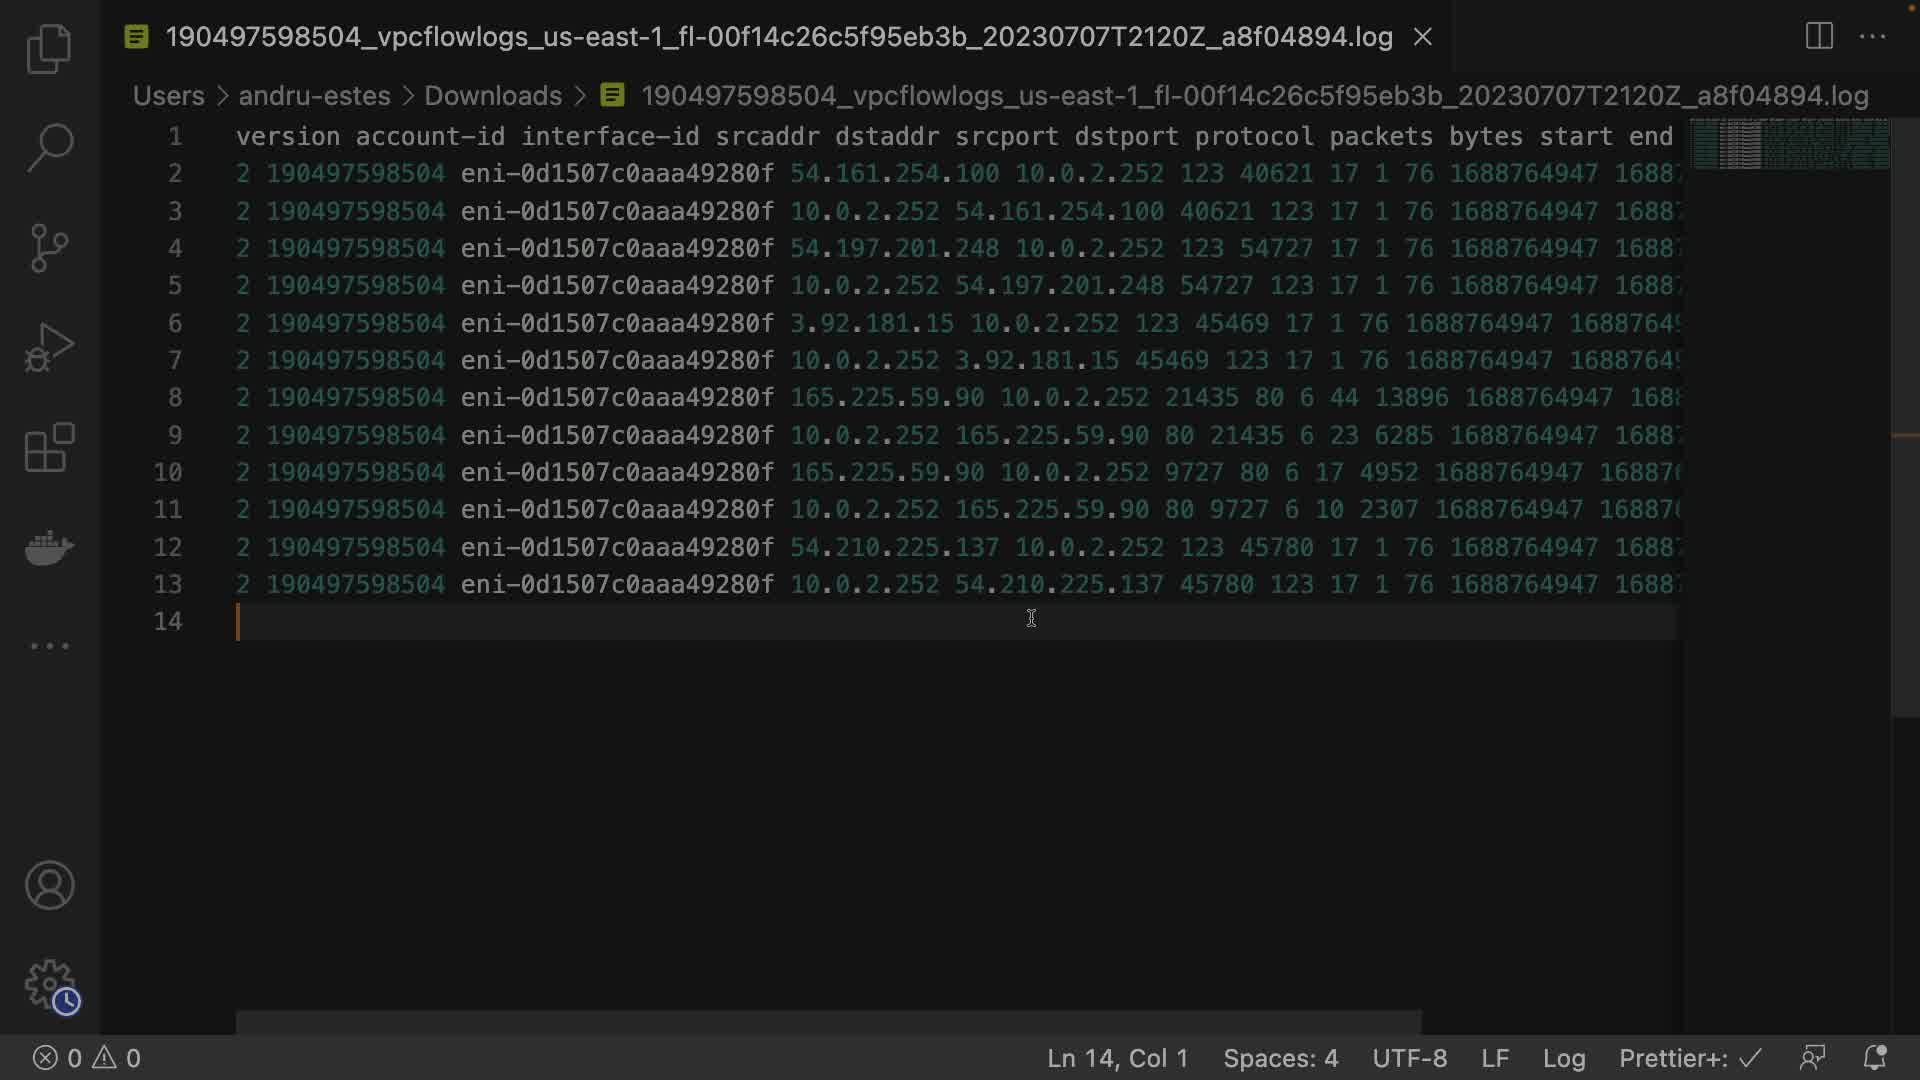 190497598504_vpcflowlogs_us-east-1_fl-00f14c26c5f95eb3b_20230707T2120Z_a8f04894.log
Users > andru-estes > Downloads > 190497598504_vpcflowlogs_us-east-1_fl-00f14c26c5f95eb3b_20230707T2120Z_a8f04894.log
1 version account-id interface-id srcaddr dstaddr srcport dstport protocol packets bytes start end
2 2 190497598504 eni-0d1507c0aaa49280f 54.161.254.100 10.0.2.252 123 40621 17 1 76 1688764947 1688
3 2 190497598504 eni-0d1507c0aaa49280f 10.0.2.252 54.161.254.100 40621 123 17 1 76 1688764947 1688
4 2 190497598504 eni-0d1507c0aaa49280f 54.197.201.248 10.0.2.252 123 54727 17 1 76 1688764947 1688
5 2 190497598504 eni-0d1507c0aaa49280f 10.0.2.252 54.197.201.248 54727 123 17 1 76 1688764947 1688
6 2 190497598504 eni-0d1507c0aaa49280f 3.92.181.15 10.0.2.252 123 45469 17 1 76 1688764947 16887649
7 2 190497598504 eni-0d1507c0aaa49280f 10.0.2.252 3.92.181.15 45469 123 17 1 76 1688764947 16887649
8 2 190497598504 eni-0d1507c0aaa49280f 165.225.59.90 10.0.2.252 21435 80 6 44 13896 1688764947 168
9 2 190497598504 eni-0d1507c0aaa49280f 10.0.2.252 165.225.59.90 80 21435 6 23 6285 1688764947 1688
10 2 190497598504 eni-0d1507c0aaa49280f 165.225.59.90 10.0.2.252 9727 80 6 17 4952 1688764947 16887
11 2 190497598504 eni-0d1507c0aaa49280f 10.0.2.252 165.225.59.90 80 9727 6 10 2307 1688764947 16887
12 2 190497598504 eni-0d1507c0aaa49280f 54.210.225.137 10.0.2.252 123 45780 17 1 76 1688764947 1688
13 2 190497598504 eni-0d1507c0aaa49280f 10.0.2.252 54.210.225.137 45780 123 17 1 76 1688764947 1688
14
0 0 Ln 14, Col 1 Spaces: 4 UTF-8 LF Log Prettier+: ✓